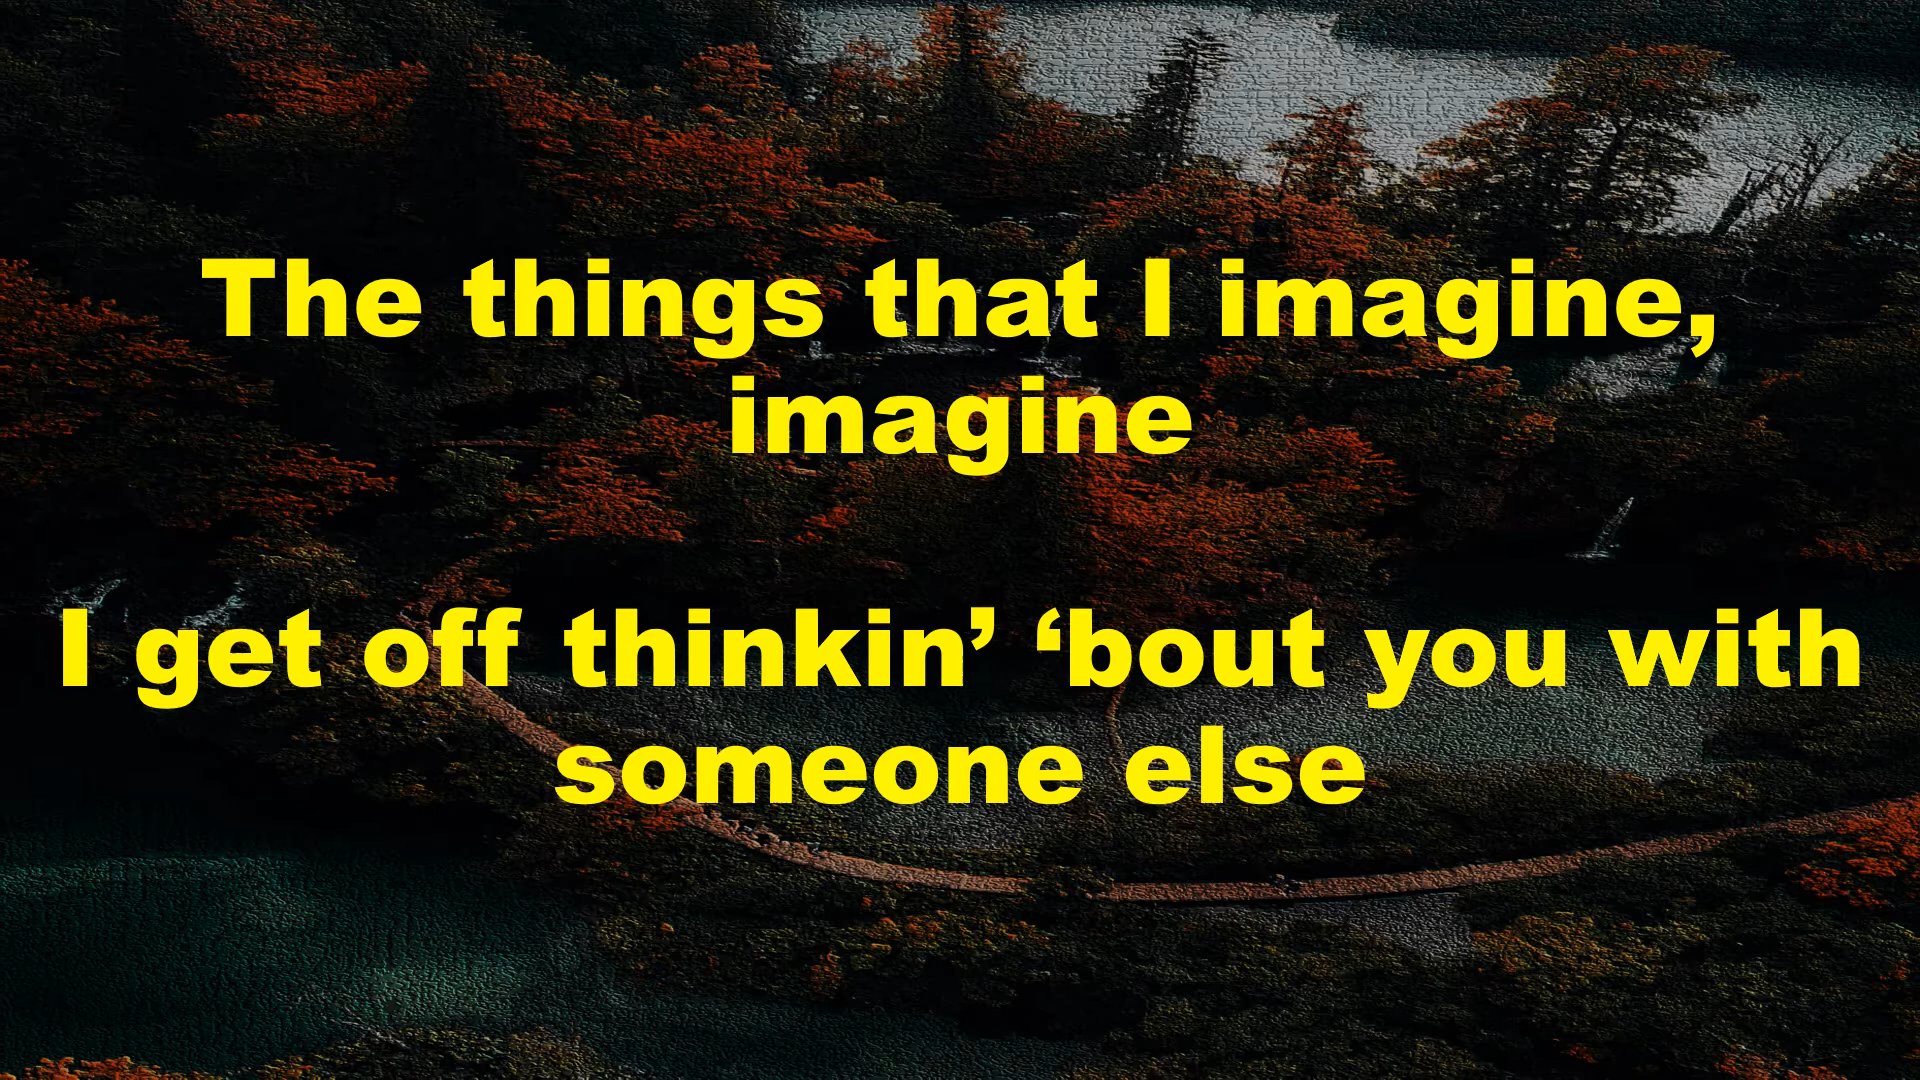 The things that I imagine,
imagine
I get off thinkin’ ‘bout you with
someone else